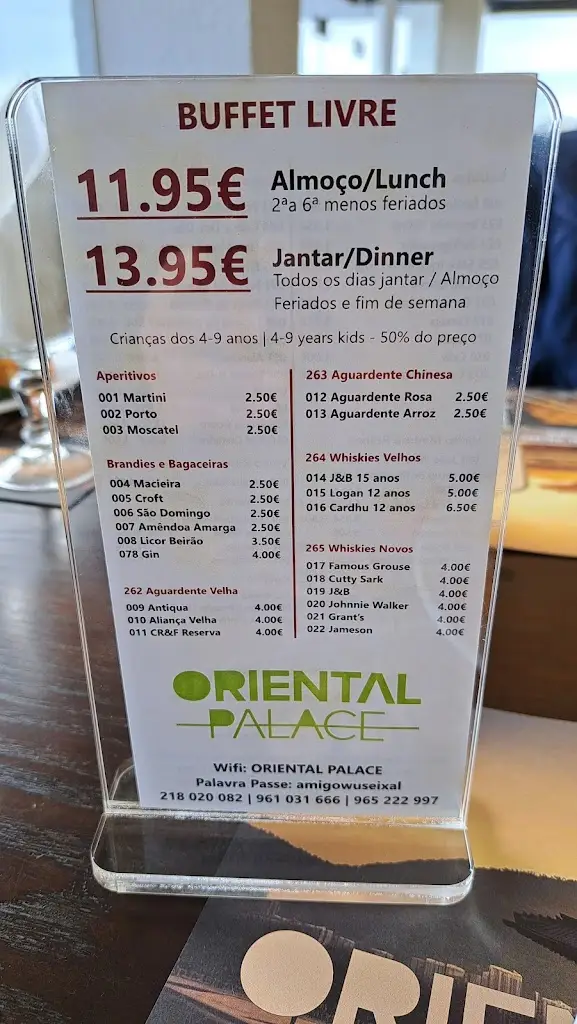 BUFFET LIVRE
11.95€ Almoço/Lunch
2ªa 6ª menos feriados
13.95€ Jantar/Dinner
Todos os dias jantar / Almoço
Feriados e fim de semana
Crianças dos 4-9 anos | 4-9 years kids - 50% do preço
Aperitivos
001 Martini 2.50€
002 Porto 2.50€
003 Moscatel 2.50€
Brandies e Bagaceiras
004 Macieira 2.50€
005 Croft 2.50€
006 São Domingo 2.50€
007 Amêndoa Amarga 2.50€
008 Licor Beirão 3.50€
078 Gin 4.00€
262 Aguardente Velha
009 Antiqua 4.00€
010 Aliança Velha 4.00€
011 CR&F Reserva 4.00€
263 Aguardente Chinesa
012 Aguardente Rosa 2.50€
013 Aguardente Arroz 2.50€
264 Whiskies Velhos
014 J&B 15 anos 5.00€
015 Logan 12 anos 5.00€
016 Cardhu 12 anos 6.50€
265 Whiskies Novos
017 Famous Grouse 4.00€
018 Cutty Sark 4.00€
019 J&B 4.00€
020 Johnnie Walker 4.00€
021 Grant's 4.00€
022 Jameson 4.00€
ORIENTAL
PALACE
Wifi: ORIENTAL PALACE
Palavra Passe: amigowuseixal
218 020 082 | 961 031 666 | 965 222 997
ORIEN